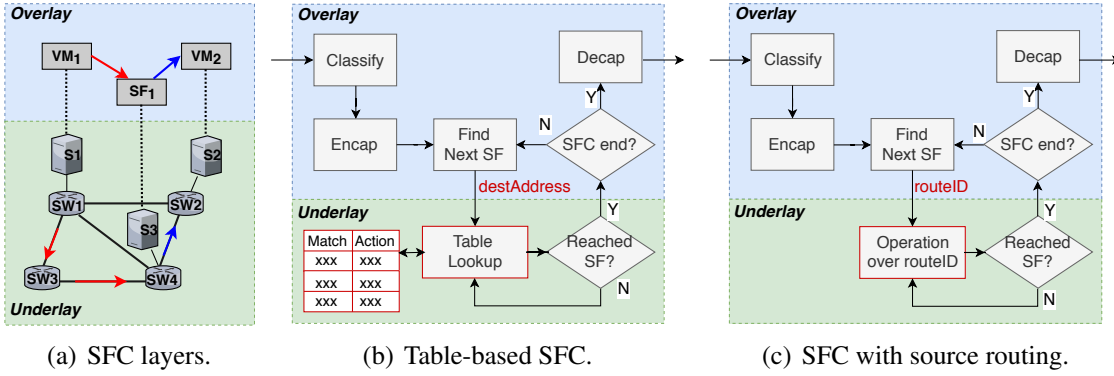 Overlay
VM1
VM2
SF1
S1
S2
SW1
SW2
S3
SW3
SW4
Underlay
(a) SFC layers.
Overlay
Classify
Decap
Y
N
Encap
Find
Next SF
SFC end?
destAddress
Underlay
Y
Match Action
xxx xxx
xxx xxx
xxx xxx
Table
Lookup
Reached
SF?
N
(b) Table-based SFC.
Overlay
Classify
Decap
Y
N
Encap
Find
Next SF
SFC end?
routeID
Underlay
Y
Operation
over routeID
Reached
SF?
N
(c) SFC with source routing.